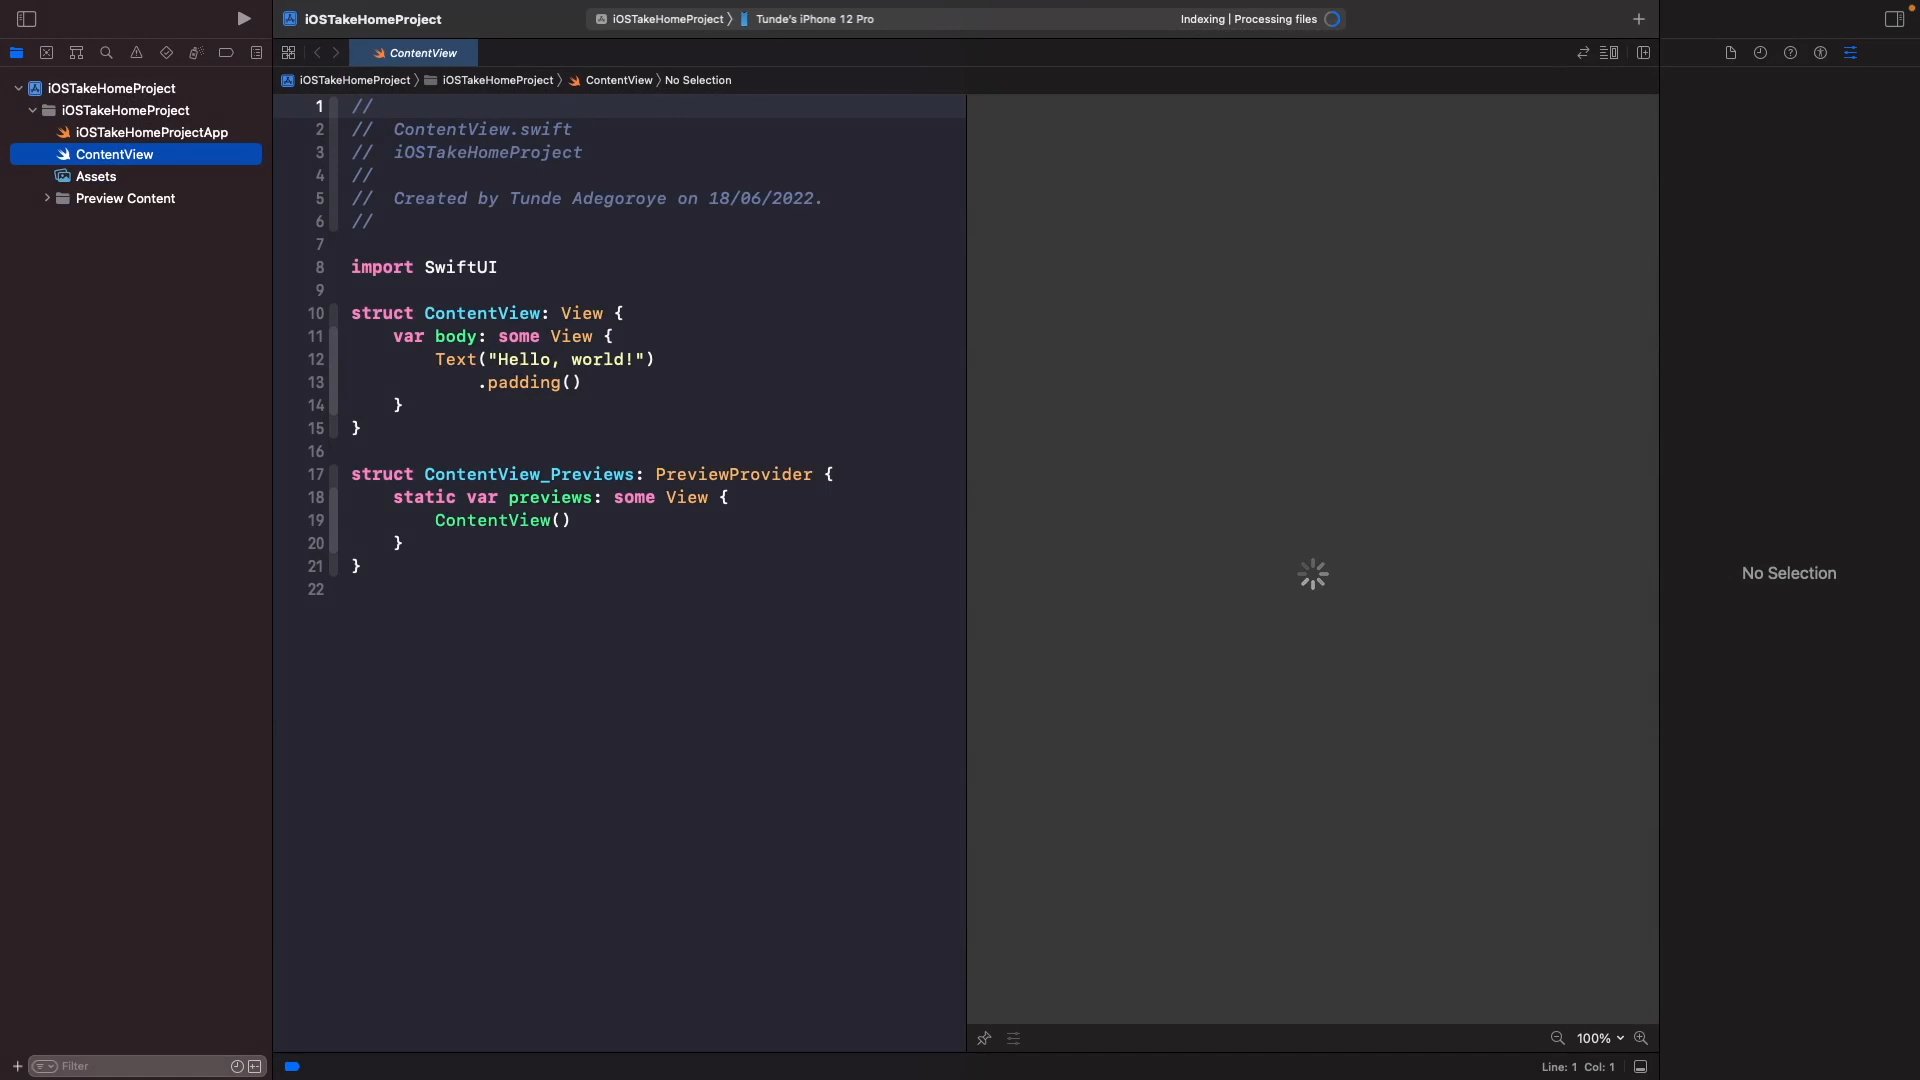 iOSTakeHomeProject
iOSTakeHomeProject 〉 Tunde's iPhone 12 Pro
Indexing | Processing files
ContentView
iOSTakeHomeProject 〉 iOSTakeHomeProject 〉 ContentView 〉 No Selection
iOSTakeHomeProject
iOSTakeHomeProject
iOSTakeHomeProjectApp
ContentView
Assets
Preview Content
1 //
2 //  ContentView.swift
3 //  iOSTakeHomeProject
4 //
5 //  Created by Tunde Adegoroye on 18/06/2022.
6 //
7
8 import SwiftUI
9
10 struct ContentView: View {
11     var body: some View {
12         Text("Hello, world!")
13             .padding()
14     }
15 }
16
17 struct ContentView_Previews: PreviewProvider {
18     static var previews: some View {
19         ContentView()
20     }
21 }
22
No Selection
100%
Filter
Line: 1 Col: 1